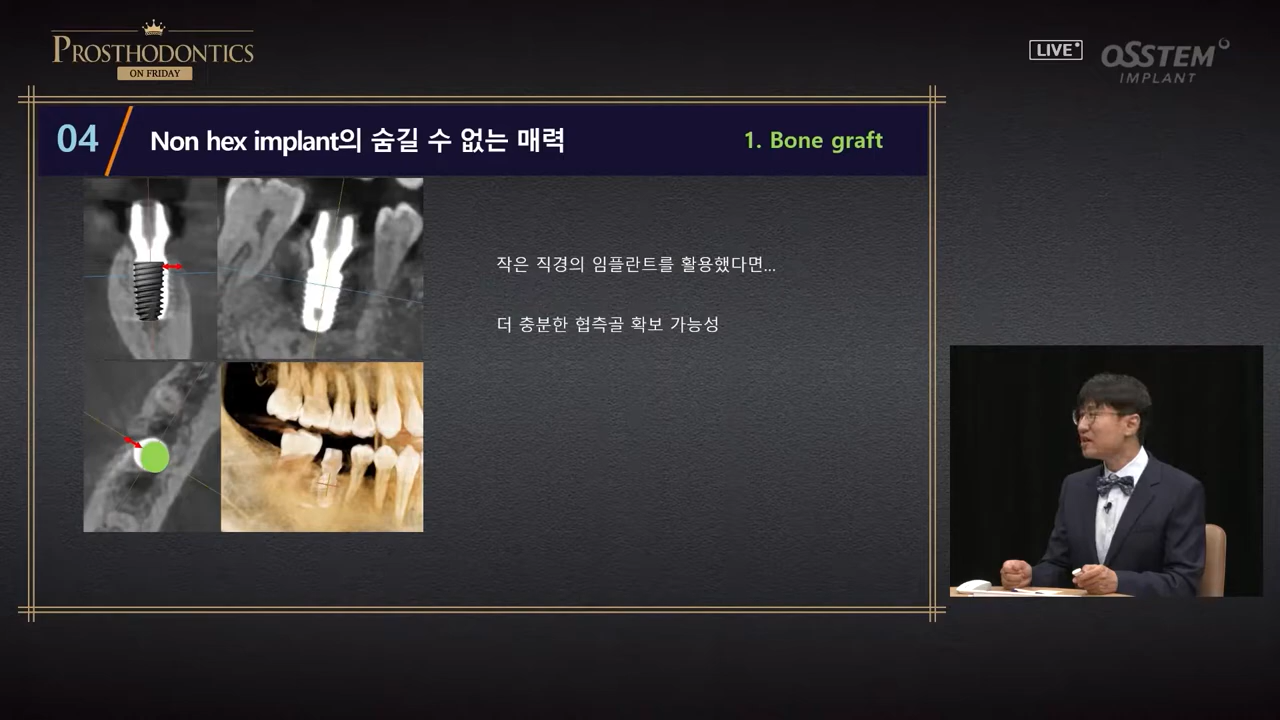 PROSTHODONTICS
ON FRIDAY
LIVE
OSSTEM
IMPLANT
04 Non hex implant의 숨길 수 없는 매력 1. Bone graft
작은 직경의 임플란트를 활용했다면...
더 충분한 협측골 확보 가능성